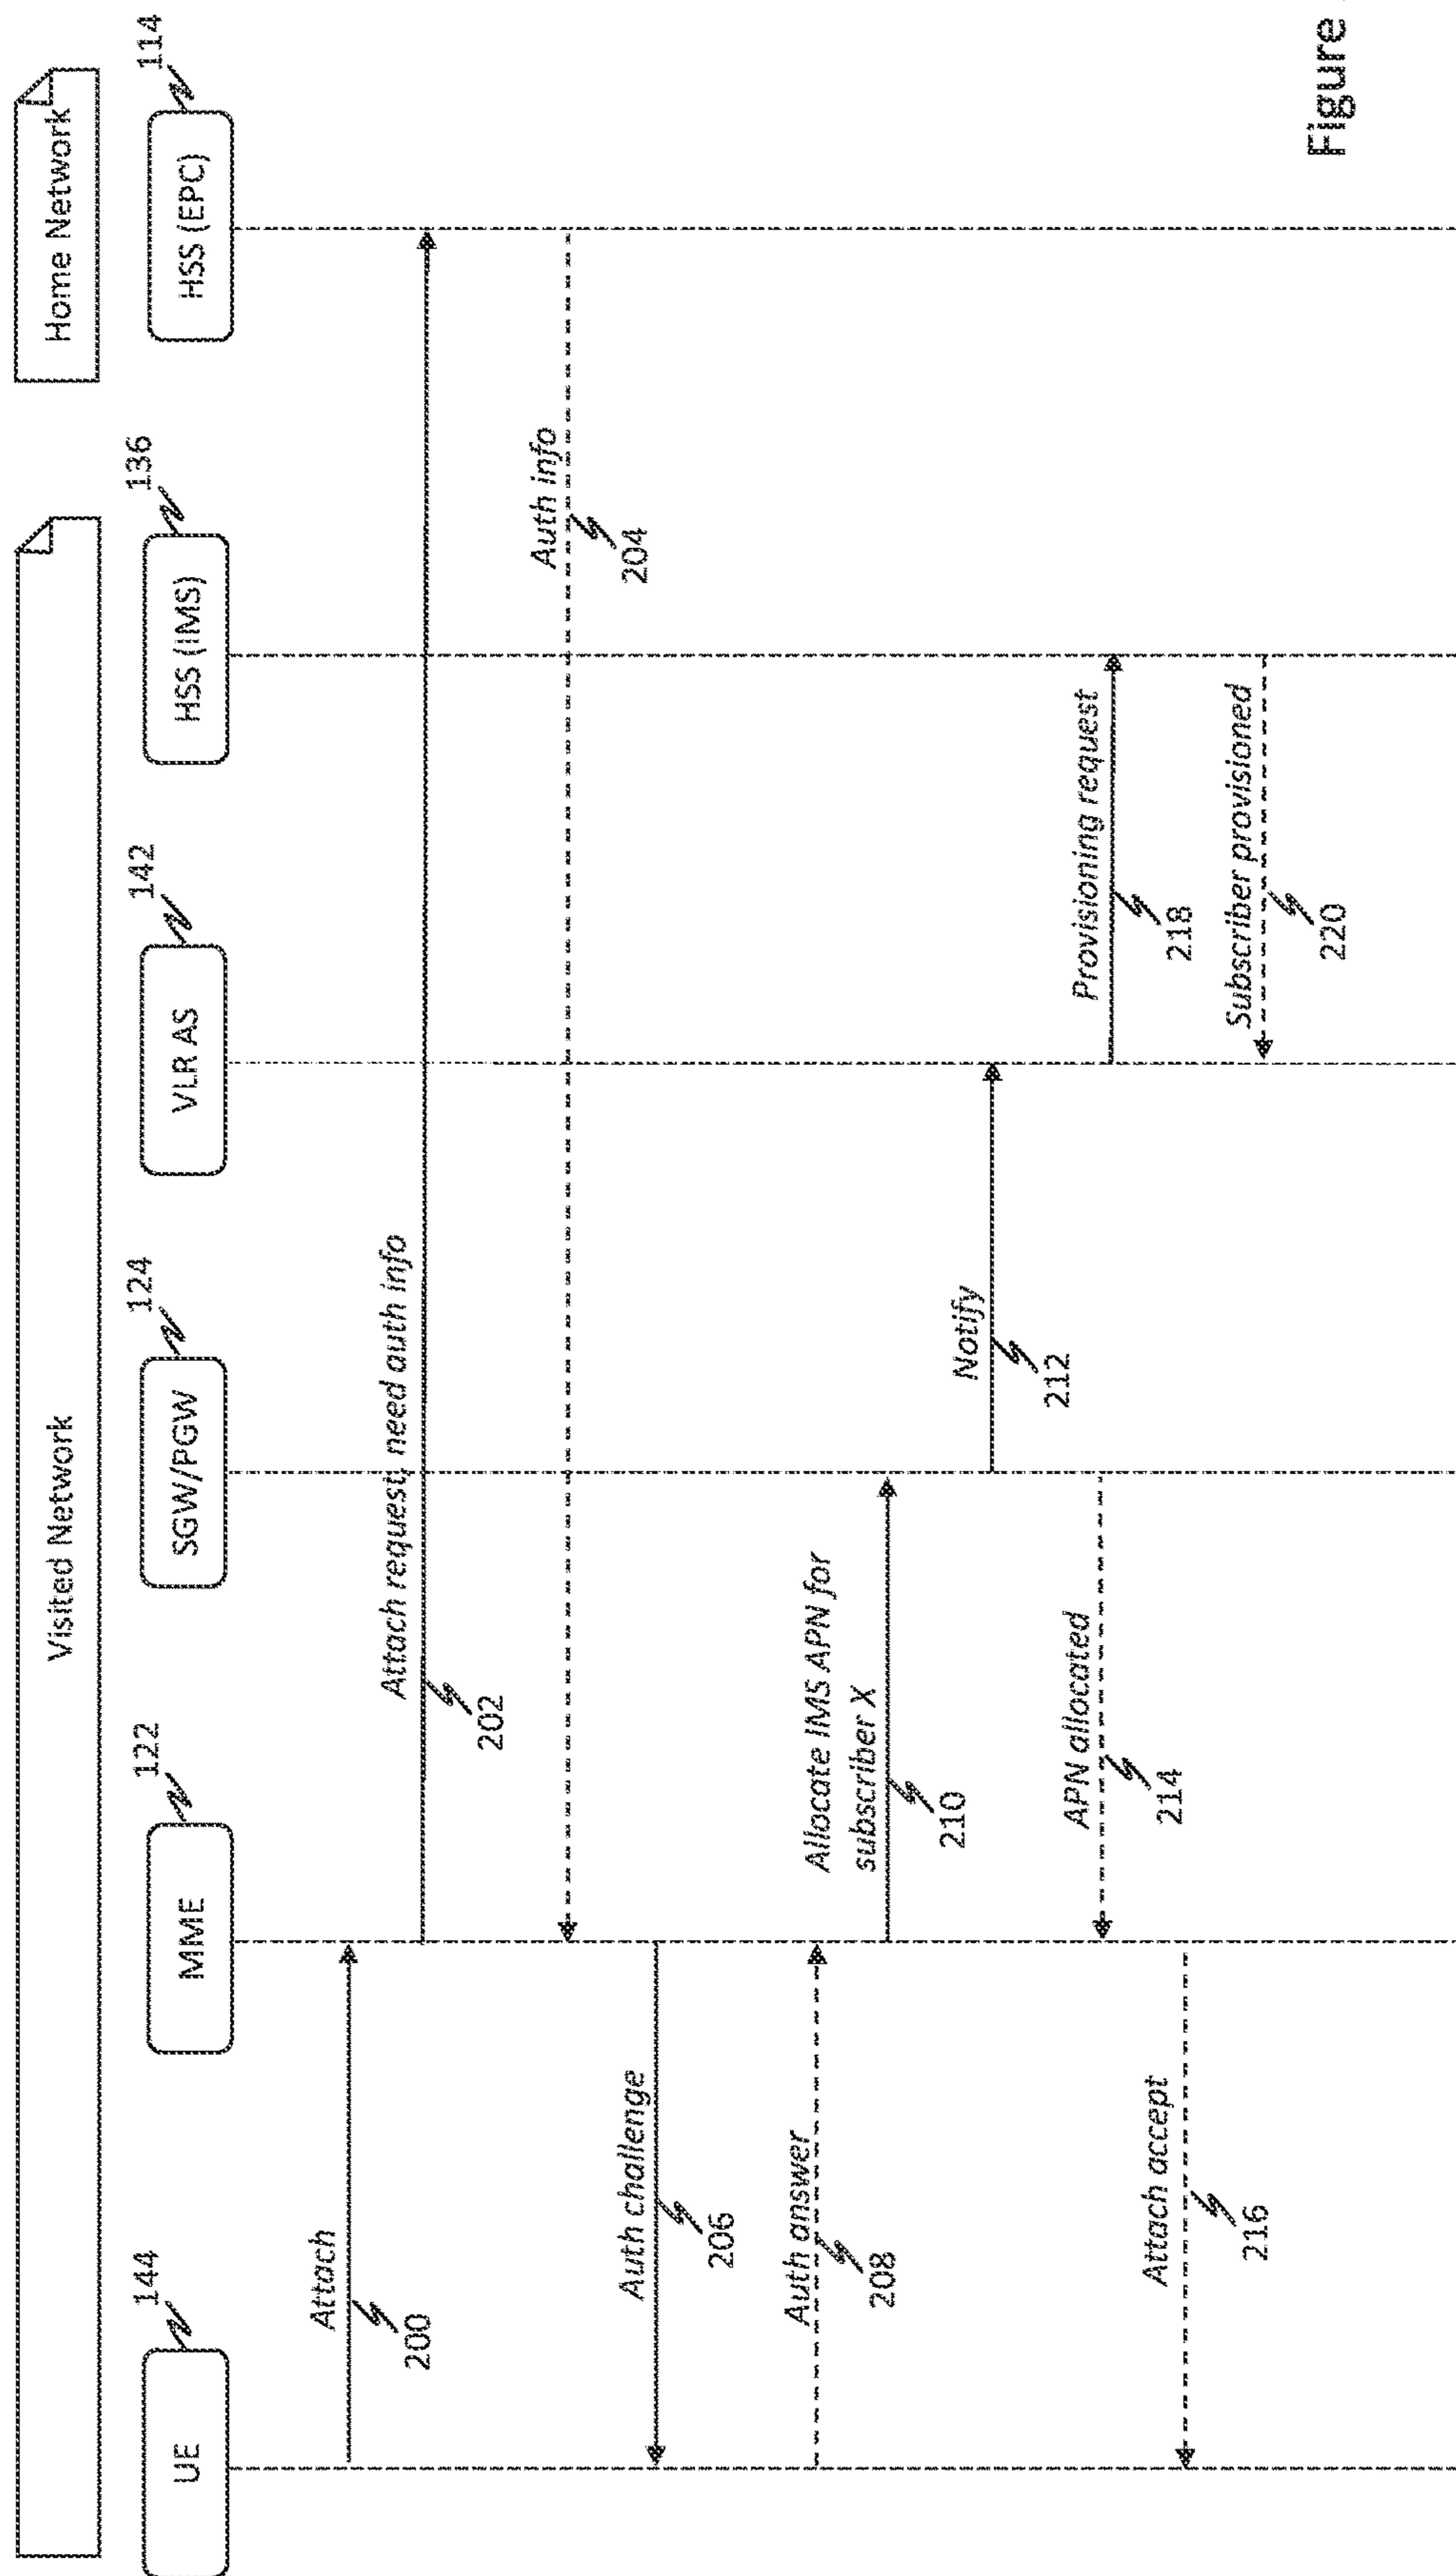 Visited Network
Home Network
144
122
124
142
136
114
UE
MME
SGW/PGW
VLR AS
HSS (IMS)
HSS (EPC)
Attach
200
Attach request, need auth info
202
Auth info
204
Auth challenge
206
Auth answer
208
Allocate IMS APN for
subscriber X
210
Notify
212
APN allocated
214
Provisioning request
218
Attach accept
216
Subscriber provisioned
220
Figure